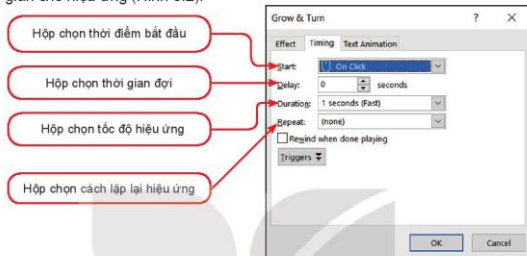 gian cho hiệu ứng (Hình 8.2).
Hộp chọn thời điểm bắt đầu
Hộp chọn thời gian đợi
Hộp chọn tốc độ hiệu ứng
Hộp chọn cách lặp lại hiệu ứng
Grow & Turn ? X
Effect Timing Text Animation
Start: On Click
Delay: 0 seconds
Duration: 1 seconds (Fast)
Repeat: (none)
Rewind when done playing
Triggers
OK Cancel